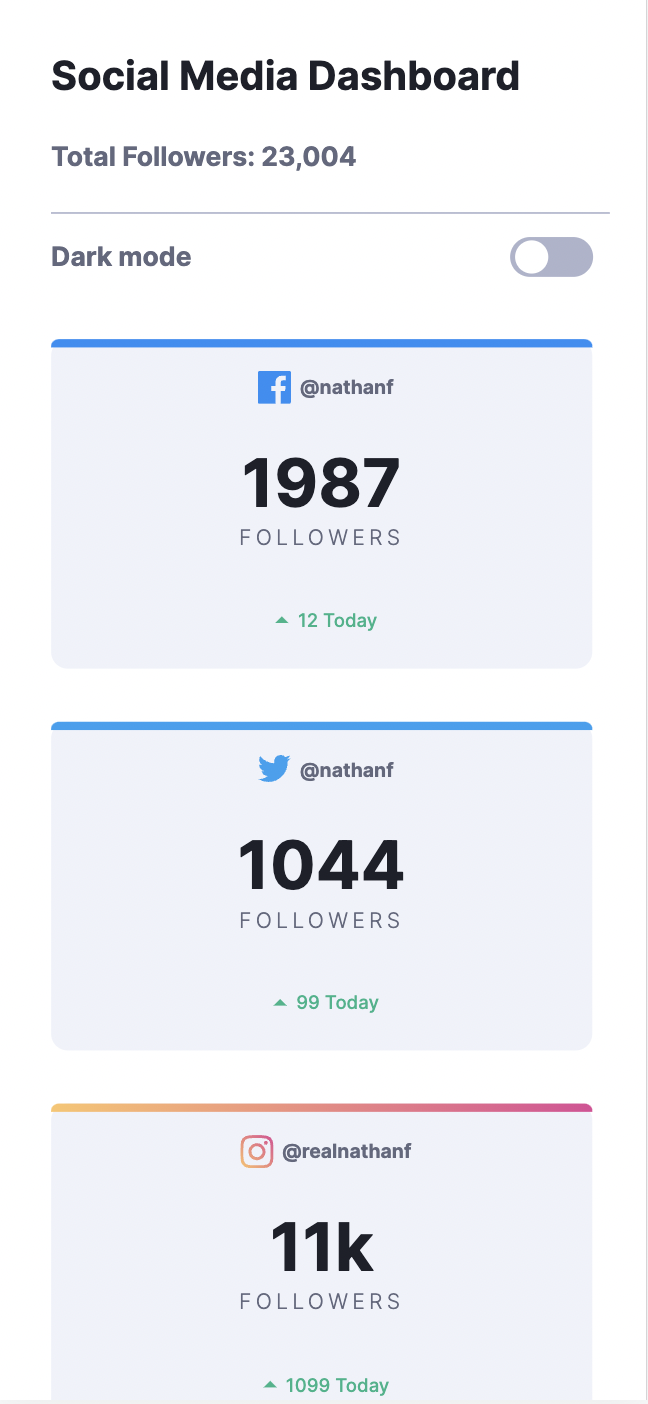 Social Media Dashboard
Total Followers: 23,004
Dark mode
@nathanf
1987
FOLLOWERS
12 Today
@nathanf
1044
FOLLOWERS
99 Today
@realnathanf
11k
FOLLOWERS
1099 Today